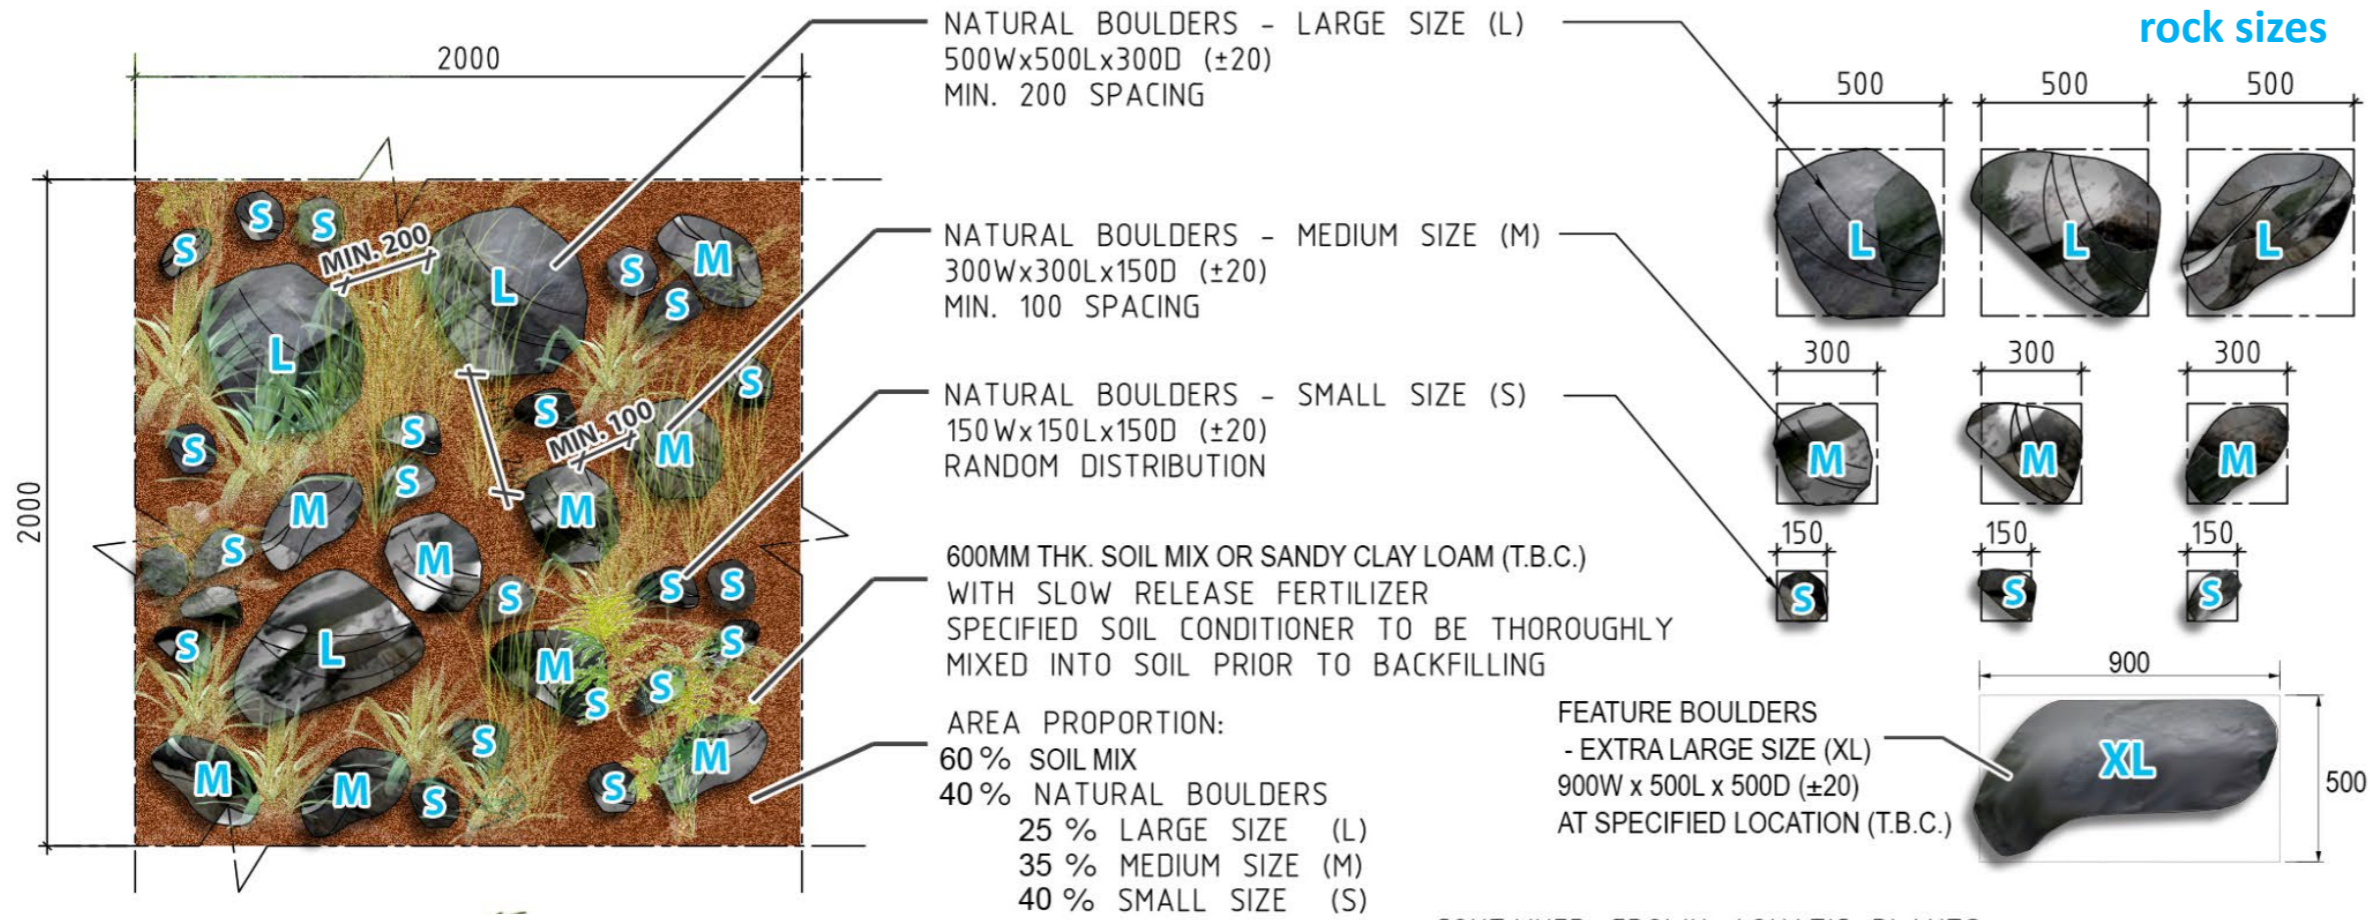 rock sizes
2000
2000
NATURAL BOULDERS - LARGE SIZE (L)
500Wx500Lx300D (±20)
MIN. 200 SPACING
NATURAL BOULDERS - MEDIUM SIZE (M)
300Wx300Lx150D (±20)
MIN. 100 SPACING
NATURAL BOULDERS - SMALL SIZE (S)
150Wx150Lx150D (±20)
RANDOM DISTRIBUTION
600MM THK. SOIL MIX OR SANDY CLAY LOAM (T.B.C.)
WITH SLOW RELEASE FERTILIZER
SPECIFIED SOIL CONDITIONER TO BE THOROUGHLY
MIXED INTO SOIL PRIOR TO BACKFILLING
AREA PROPORTION:
60 % SOIL MIX
40 % NATURAL BOULDERS
25 % LARGE SIZE (L)
35 % MEDIUM SIZE (M)
40 % SMALL SIZE (S)
S S S
MIN. 200
L L
S M
S
S
S S
MIN. 100
M
S
S
M M
S M
S S S
S L M S
S S
S
M M S M
S S
500 500 500
L L L
300 300 300
M M M
150 150 150
S S S
900
500
XL
FEATURE BOULDERS
- EXTRA LARGE SIZE (XL)
900W x 500L x 500D (±20)
AT SPECIFIED LOCATION (T.B.C.)